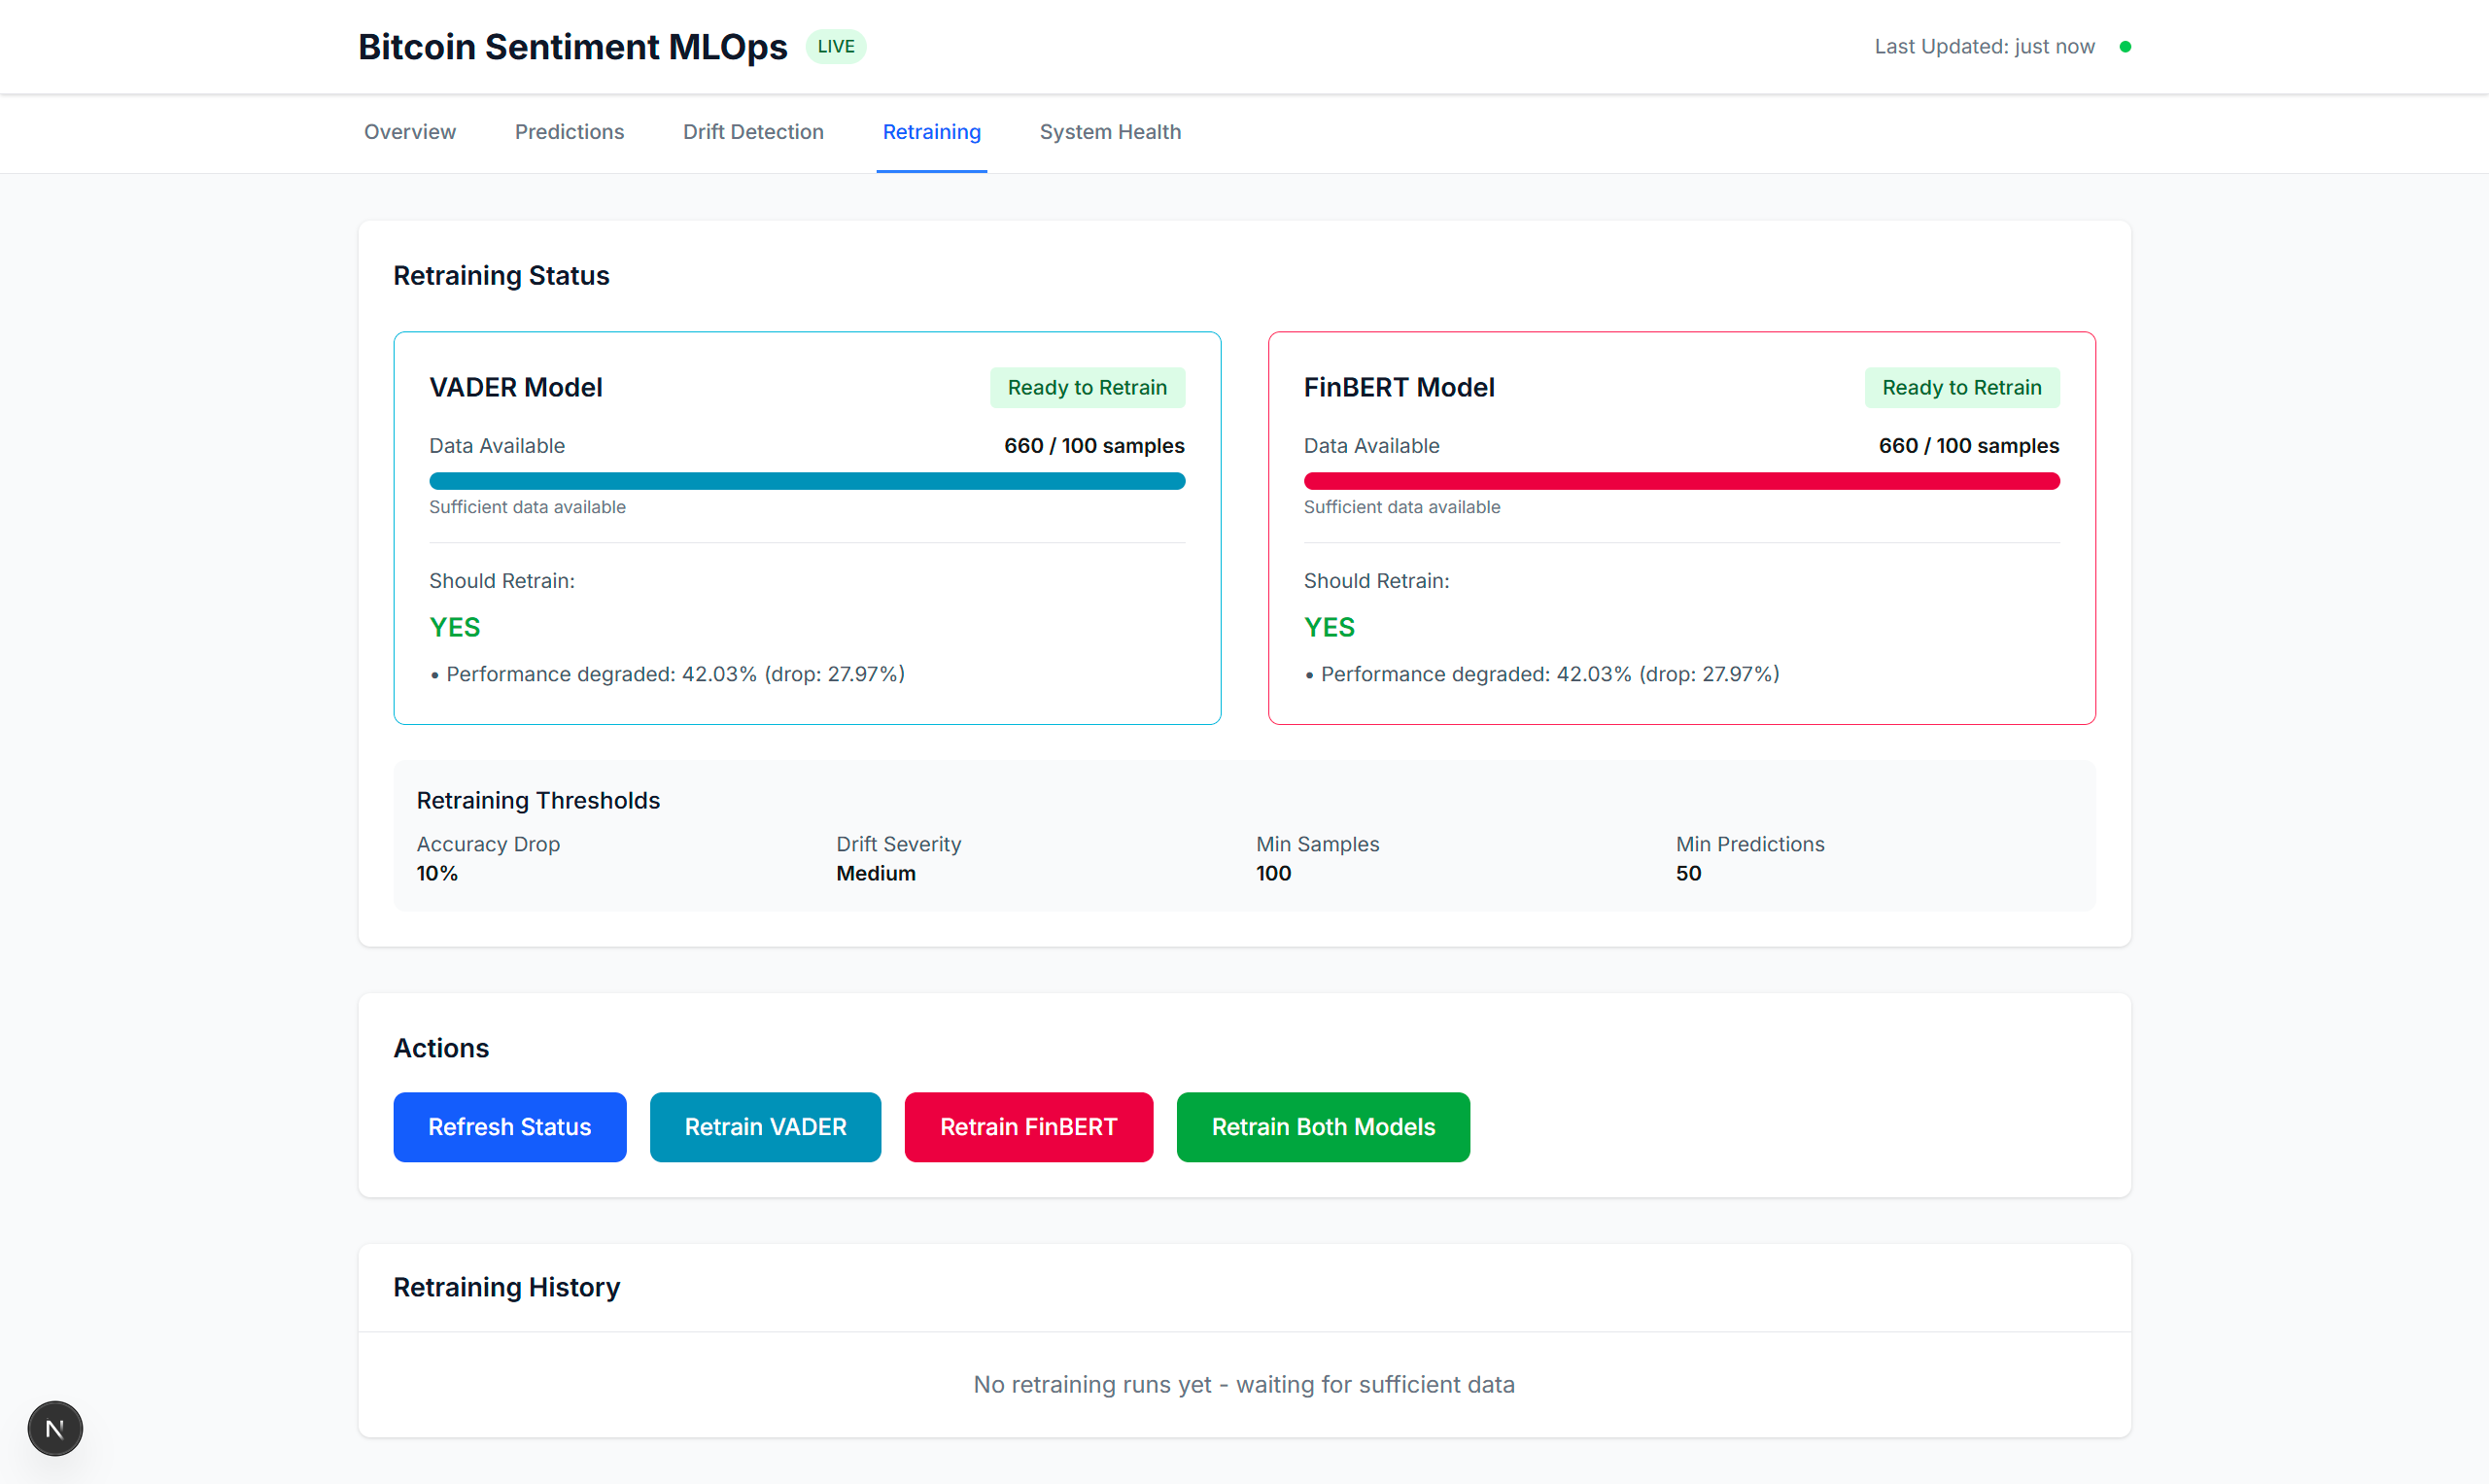 Bitcoin Sentiment MLOps LIVE Last Updated: just now
Overview Predictions Drift Detection Retraining System Health
Retraining Status
VADER Model Ready to Retrain
Data Available 660 / 100 samples
Sufficient data available
Should Retrain:
YES
• Performance degraded: 42.03% (drop: 27.97%)
FinBERT Model Ready to Retrain
Data Available 660 / 100 samples
Sufficient data available
Should Retrain:
YES
• Performance degraded: 42.03% (drop: 27.97%)
Retraining Thresholds
Accuracy Drop Drift Severity Min Samples Min Predictions
10% Medium 100 50
Actions
Refresh Status Retrain VADER Retrain FinBERT Retrain Both Models
Retraining History
No retraining runs yet - waiting for sufficient data
N